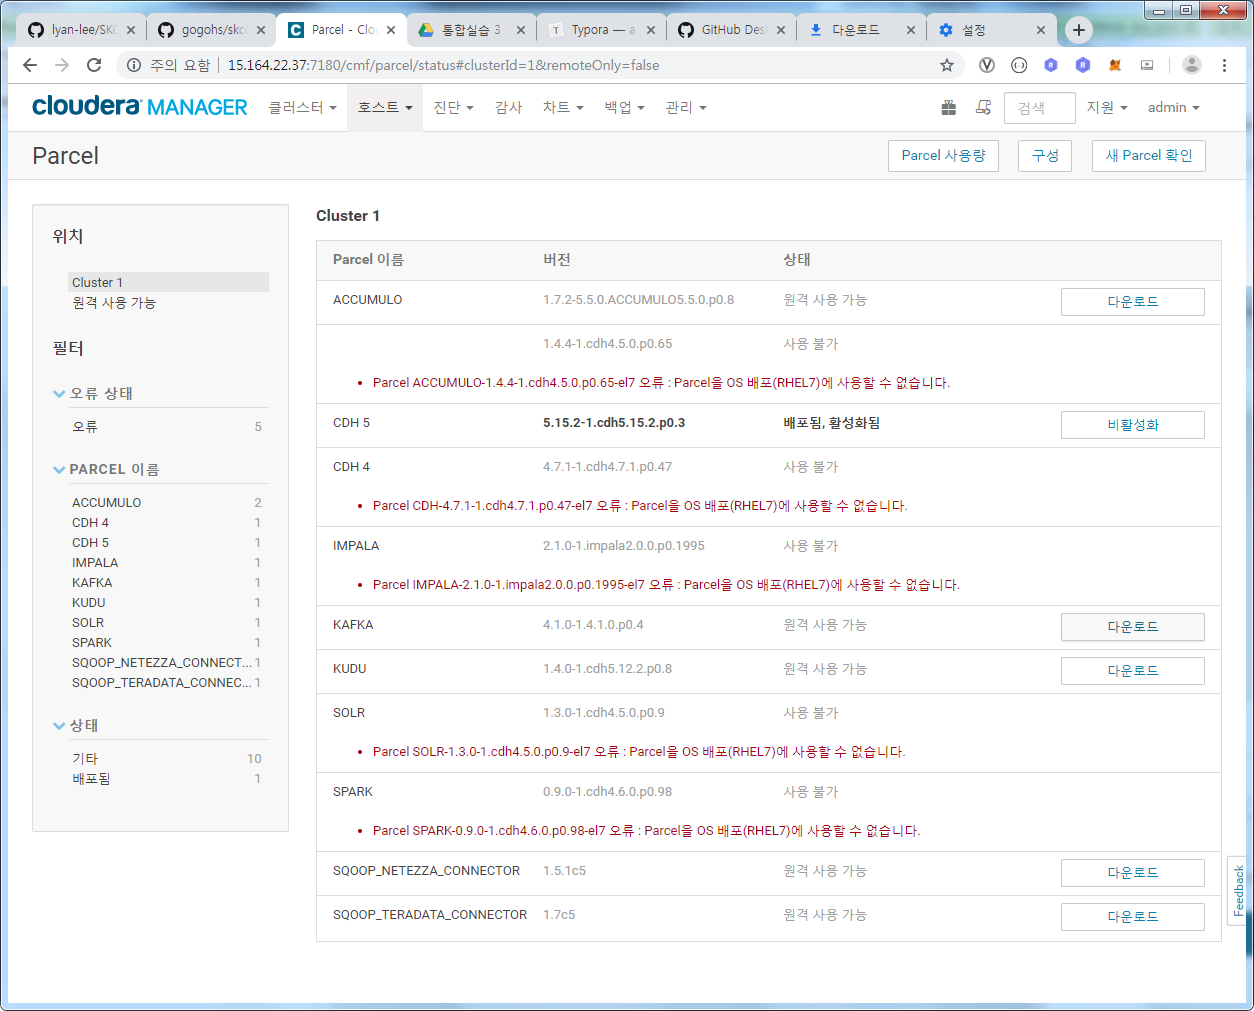 lyan-lee/SKC
gogohs/skcc
Parcel - Clou
통합실습 3 -
Typora — a
GitHub Desk
다운로드
설정
주의 요함
15.164.22.37:7180/cmf/parcel/status#clusterId=1&remoteOnly=false
cloudera MANAGER
클러스터
호스트
진단
감사
차트
백업
관리
검색
지원
admin
Parcel
Parcel 사용량
구성
새 Parcel 확인
위치
Cluster 1
원격 사용 가능
필터
오류 상태
오류 5
PARCEL 이름
ACCUMULO 2
CDH 4 1
CDH 5 1
IMPALA 1
KAFKA 1
KUDU 1
SOLR 1
SPARK 1
SQOOP_NETEZZA_CONNECT... 1
SQOOP_TERADATA_CONNEC... 1
상태
기타 10
배포됨 1
Cluster 1
Parcel 이름 버전 상태
ACCUMULO 1.7.2-5.5.0.ACCUMULO5.5.0.p0.8 원격 사용 가능 다운로드
1.4.4-1.cdh4.5.0.p0.65 사용 불가
• Parcel ACCUMULO-1.4.4-1.cdh4.5.0.p0.65-el7 오류 : Parcel을 OS 배포(RHEL7)에 사용할 수 없습니다.
CDH 5 5.15.2-1.cdh5.15.2.p0.3 배포됨, 활성화됨 비활성화
CDH 4 4.7.1-1.cdh4.7.1.p0.47 사용 불가
• Parcel CDH-4.7.1-1.cdh4.7.1.p0.47-el7 오류 : Parcel을 OS 배포(RHEL7)에 사용할 수 없습니다.
IMPALA 2.1.0-1.impala2.0.0.p0.1995 사용 불가
• Parcel IMPALA-2.1.0-1.impala2.0.0.p0.1995-el7 오류 : Parcel을 OS 배포(RHEL7)에 사용할 수 없습니다.
KAFKA 4.1.0-1.4.1.0.p0.4 원격 사용 가능 다운로드
KUDU 1.4.0-1.cdh5.12.2.p0.8 원격 사용 가능 다운로드
SOLR 1.3.0-1.cdh4.5.0.p0.9 사용 불가
• Parcel SOLR-1.3.0-1.cdh4.5.0.p0.9-el7 오류 : Parcel을 OS 배포(RHEL7)에 사용할 수 없습니다.
SPARK 0.9.0-1.cdh4.6.0.p0.98 사용 불가
• Parcel SPARK-0.9.0-1.cdh4.6.0.p0.98-el7 오류 : Parcel을 OS 배포(RHEL7)에 사용할 수 없습니다.
SQOOP_NETEZZA_CONNECTOR 1.5.1c5 원격 사용 가능 다운로드
SQOOP_TERADATA_CONNECTOR 1.7c5 원격 사용 가능 다운로드
Feedback